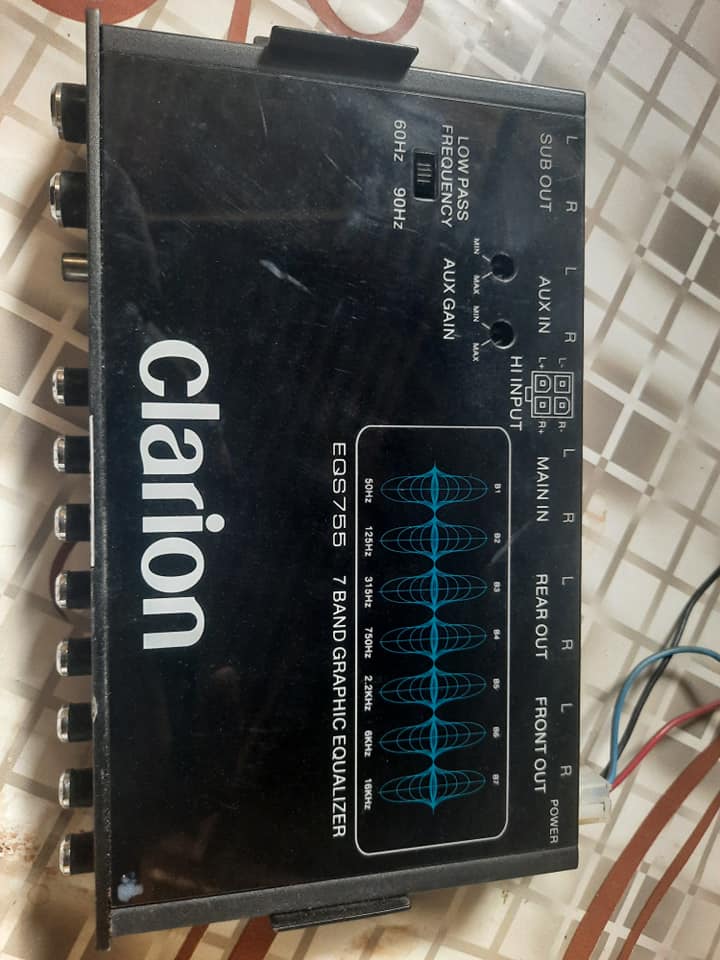 L R L R L R L R L R
SUB OUT AUX IN MAIN IN REAR OUT FRONT OUT POWER
L- R-
L+ R+
HI INPUT
LOW PASS
FREQUENCY
60Hz 90Hz
MIN MAX MIN MAX
AUX GAIN
B1 B2 B3 B4 B5 B6 B7
50Hz 125Hz 315Hz 750Hz 2.2KHz 6KHz 16KHz
EQS755 7 BAND GRAPHIC EQUALIZER
clarion